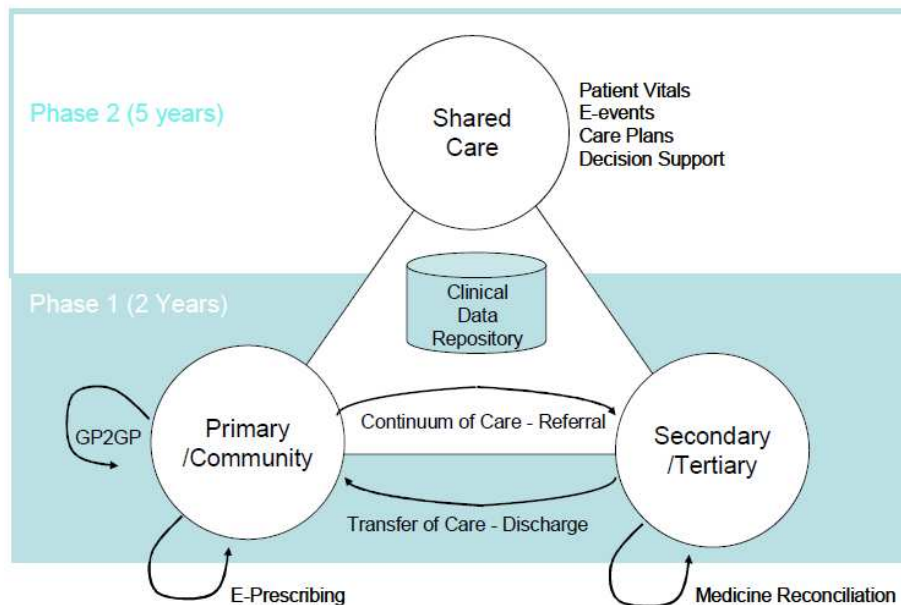 Phase 2 (5 years)
Shared
Care
Patient Vitals
E-events
Care Plans
Decision Support
Phase 1 (2 Years)
Clinical
Data
Repository
GP2GP
Primary
/Community
Continuum of Care - Referral
Secondary
/Tertiary
Transfer of Care - Discharge
E-Prescribing
Medicine Reconciliation